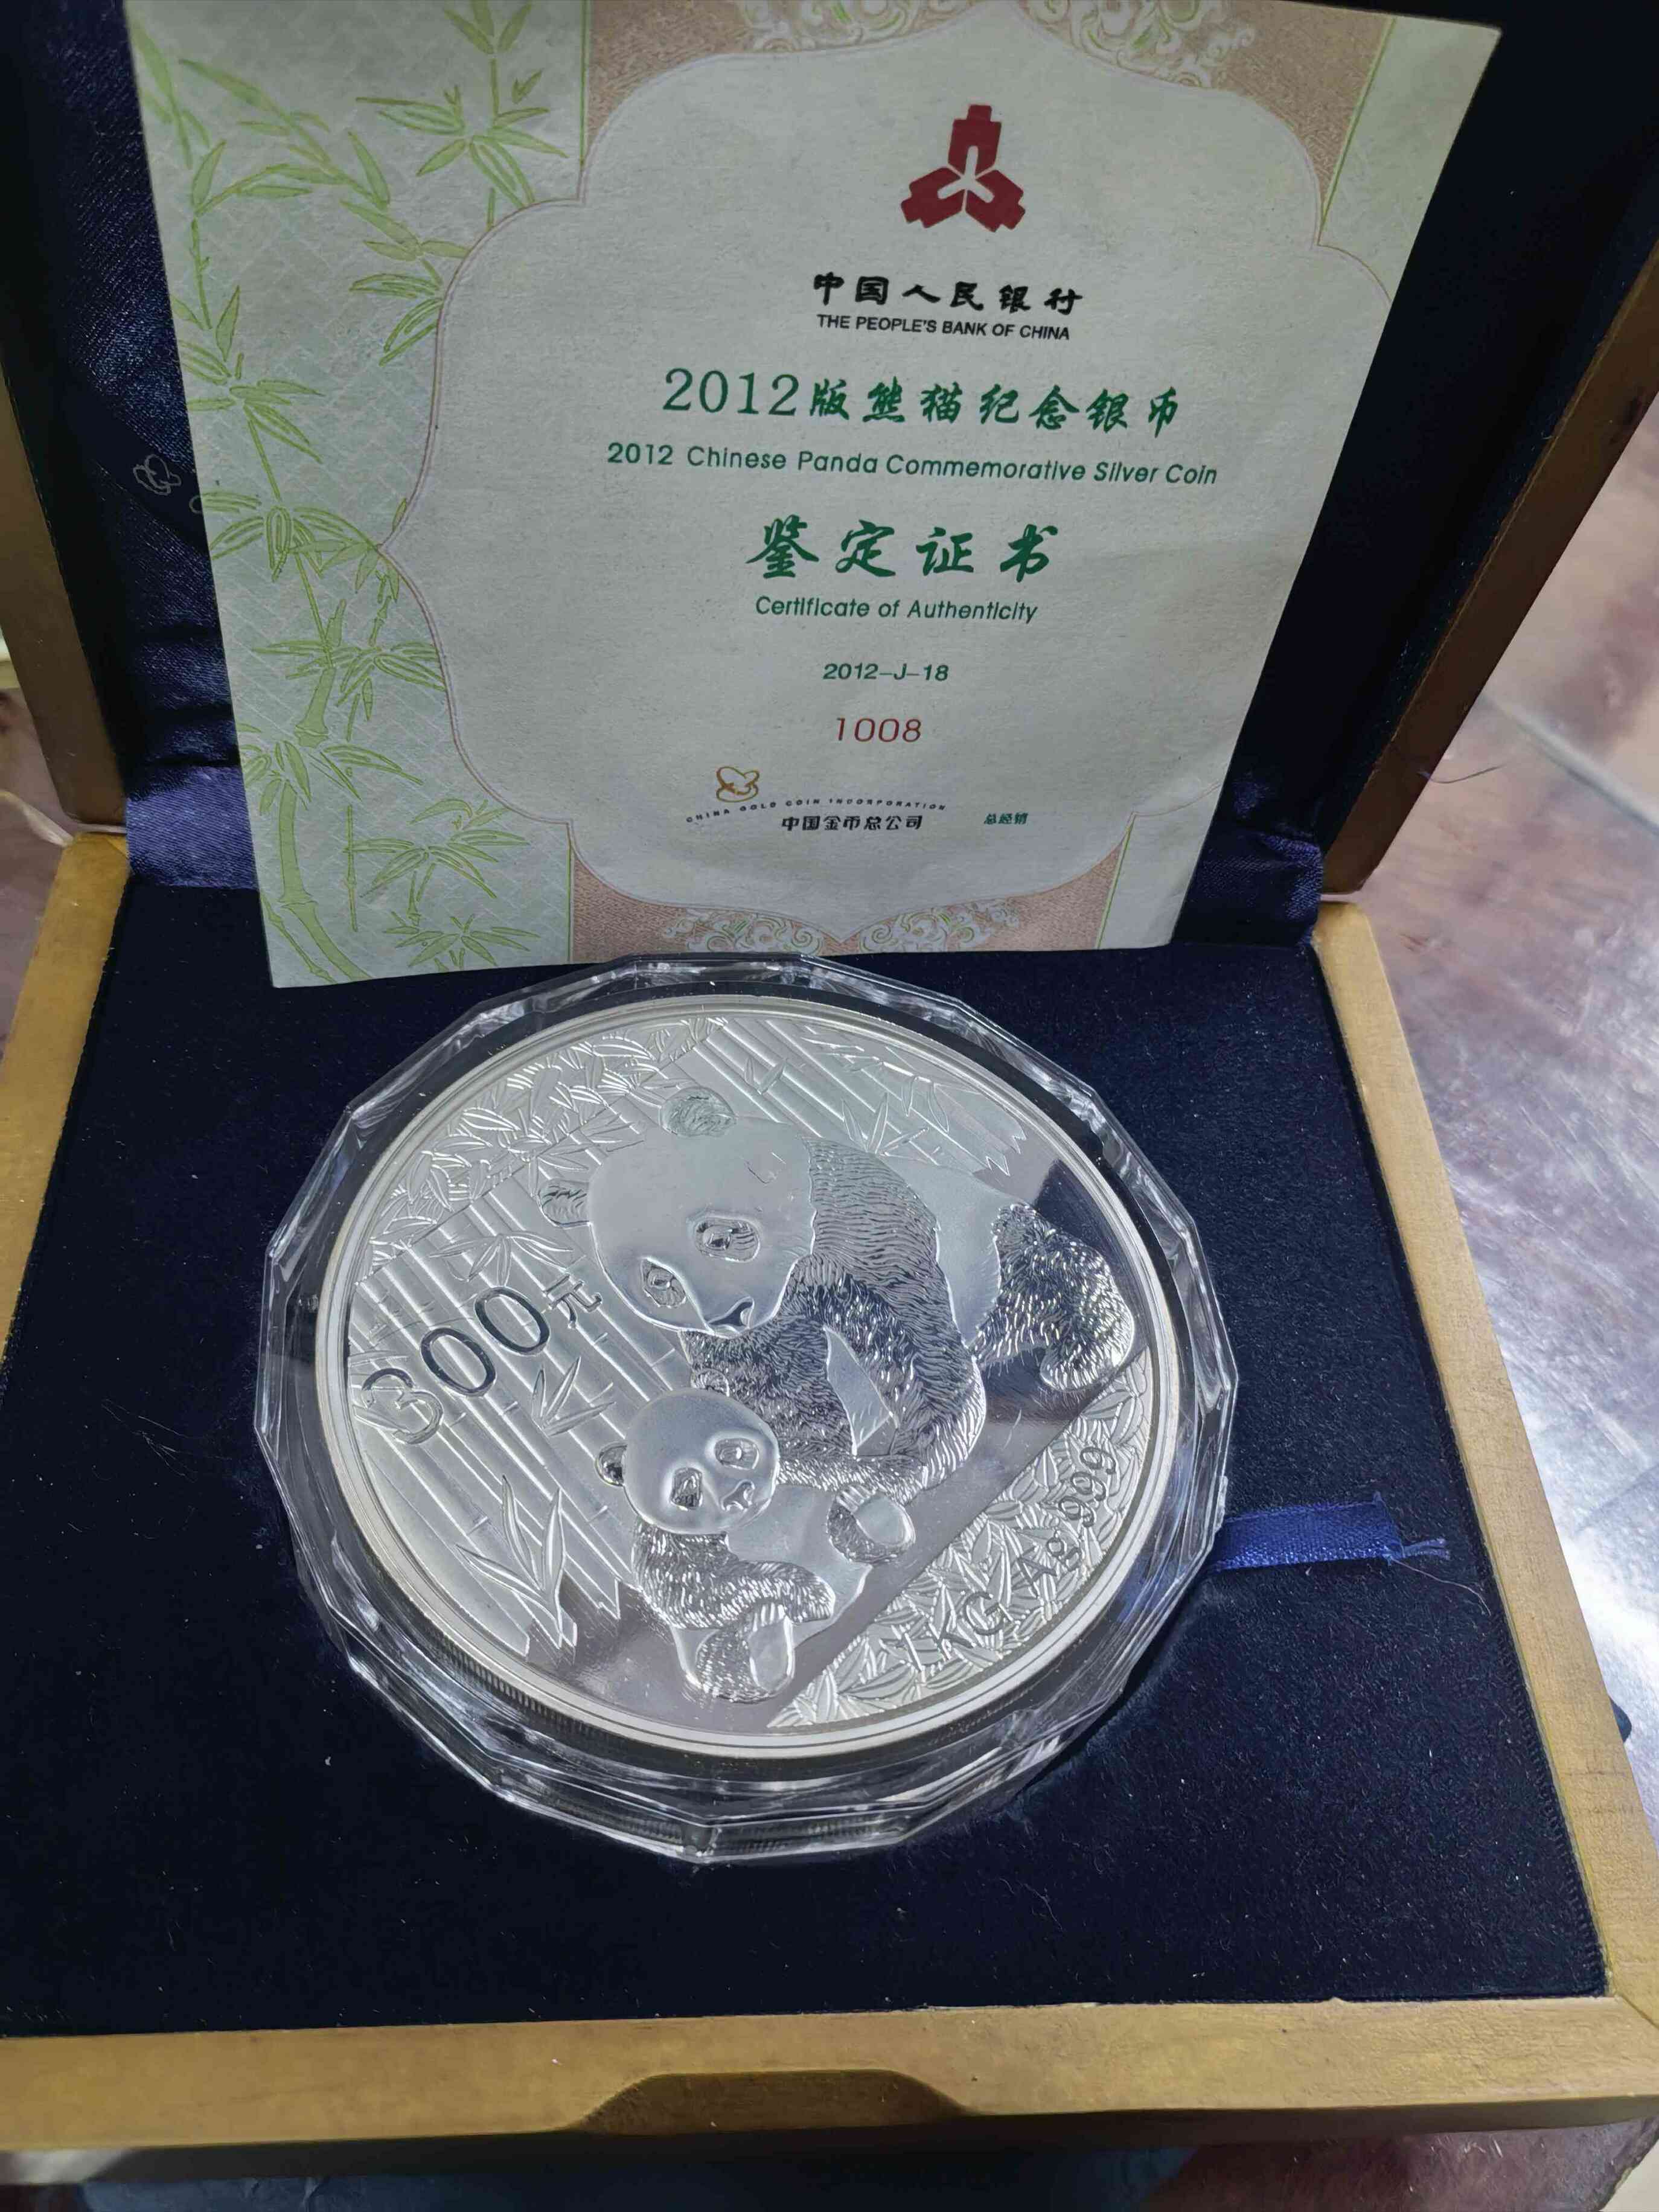 中国人民银行
THE PEOPLE'S BANK OF CHINA
2012版熊猫纪念银币
2012 Chinese Panda Commemorative Silver Coin
鉴定证书
Certificate of Authenticity
2012-J-18
1008
CHINA GOLD COIN INCORPORATION
中国金币总公司 总经销
300元
1KG Ag.999